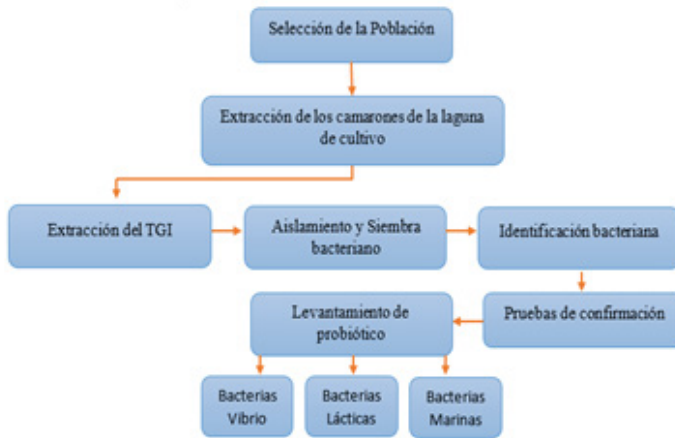 Selección de la Población
Extracción de los camarones de la laguna
de cultivo
Extracción del TGI
Aislamiento y Siembra
bacteriano
Identificación bacteriana
Levantamiento de
probiótico
Pruebas de confirmación
Bacterias
Vibrio
Bacterias
Lácticas
Bacterias
Marinas